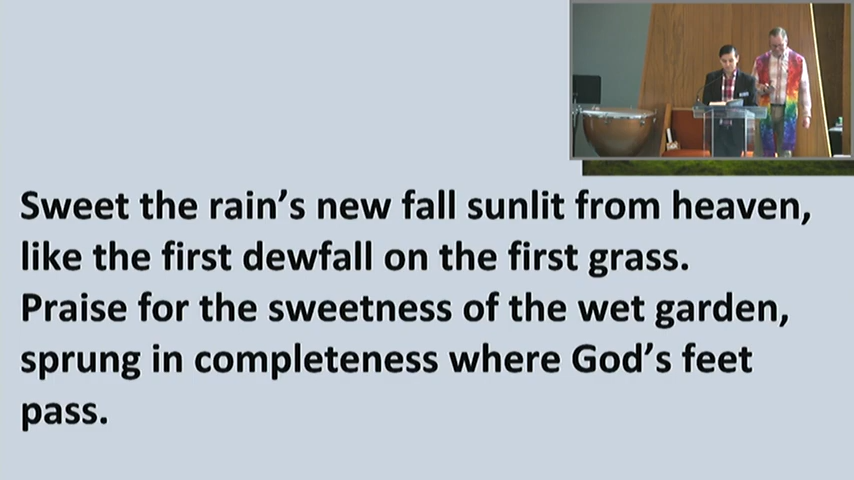 Sweet the rain’s new fall sunlit from heaven,
like the first dewfall on the first grass.
Praise for the sweetness of the wet garden,
sprung in completeness where God’s feet
pass.